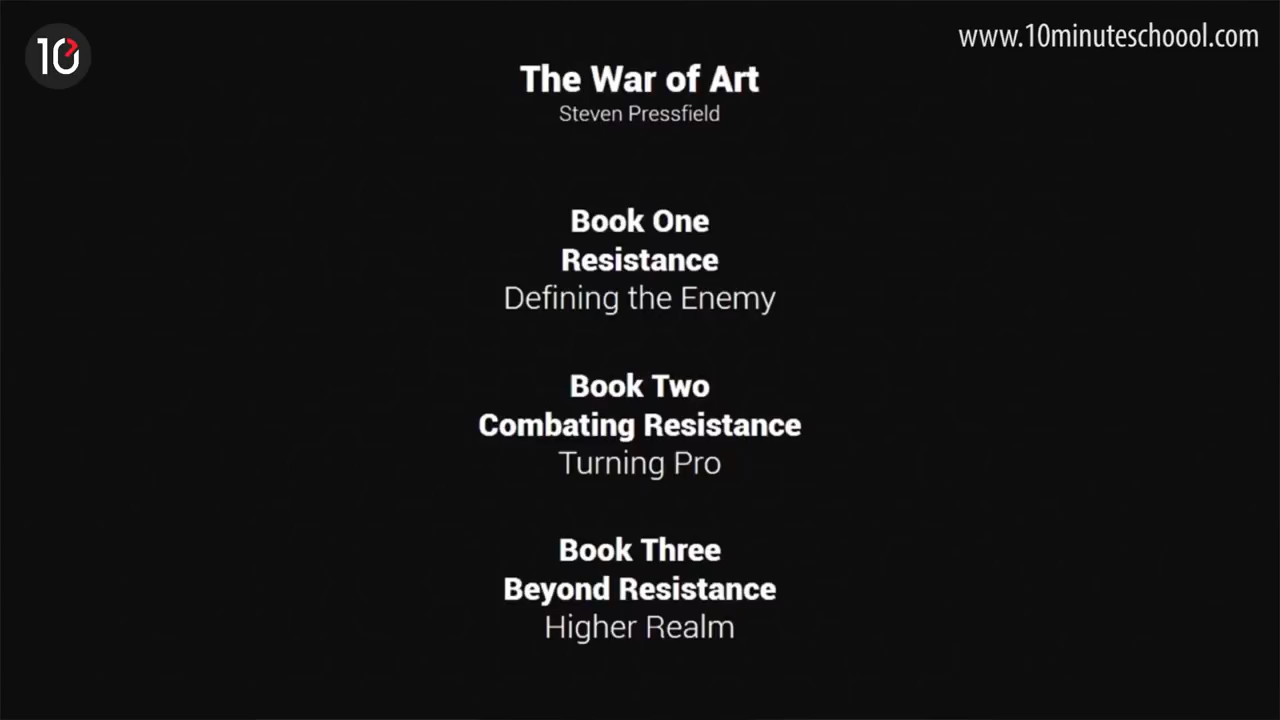 10
www.10minuteschoool.com
The War of Art
Steven Pressfield
Book One
Resistance
Defining the Enemy
Book Two
Combating Resistance
Turning Pro
Book Three
Beyond Resistance
Higher Realm